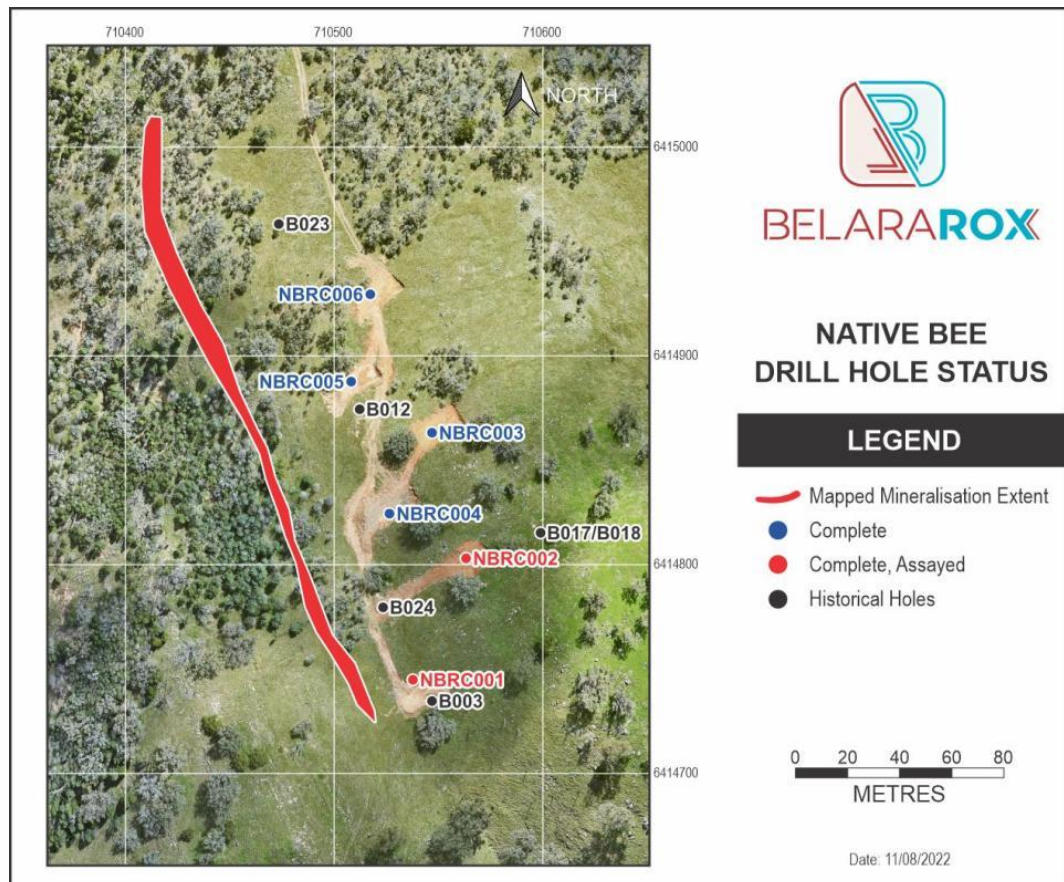 710400 710500 710600
NORTH
6415000
B023
NBRC006
6414900
NBRC005
B012
NBRC003
NBRC004
B017/B018
NBRC002
6414800
B024
NBRC001
B003
6414700
BELARAROX
NATIVE BEE
DRILL HOLE STATUS
LEGEND
Mapped Mineralisation Extent
Complete
Complete, Assayed
Historical Holes
0 20 40 60 80
METRES
Date: 11/08/2022